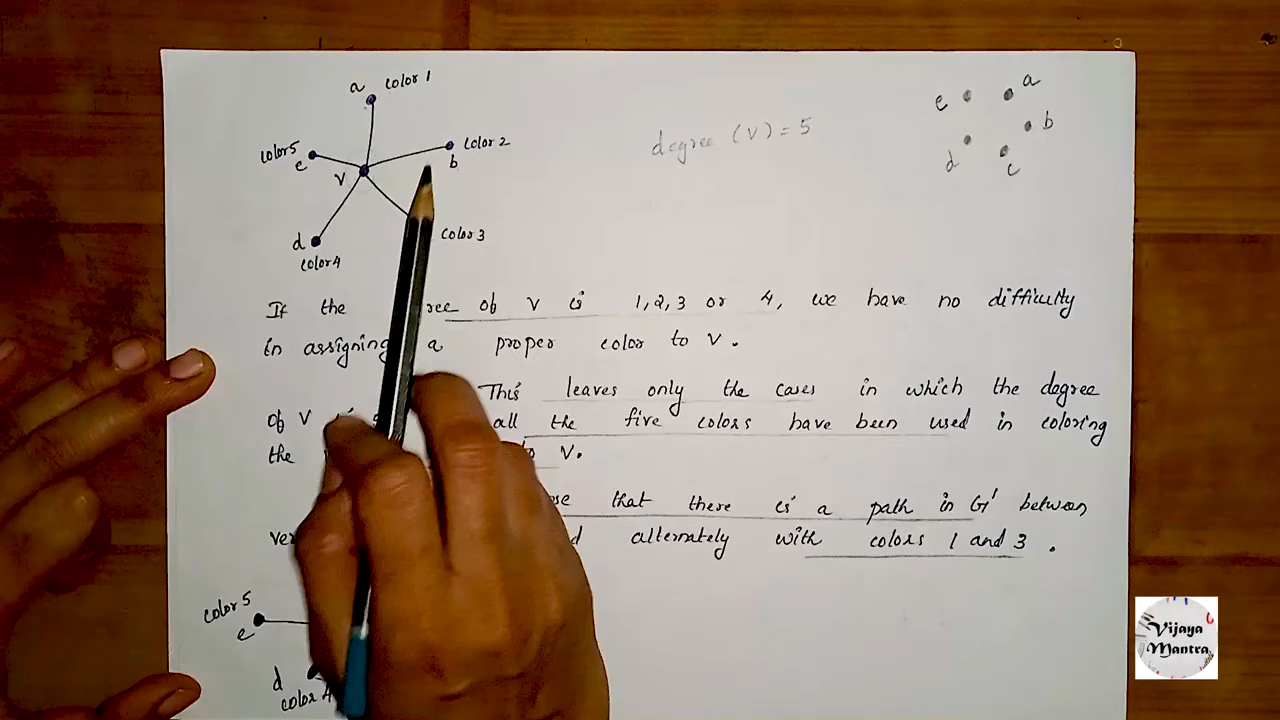 a color 1
color 5
e
v
color 2
b
d
color 4
color 3
degree (v) = 5
e
a
b
d
c
If the of v is 1, 2, 3 or 4, we have no difficulty
in assigning a proper color to v.
This leaves only the cases in which the degree
of v is all the five colors have been used in coloring
the v.
that there is a path in G' between
alternately with colors 1 and 3.
color 5
e
d
color 4
Vijaya
Mantra